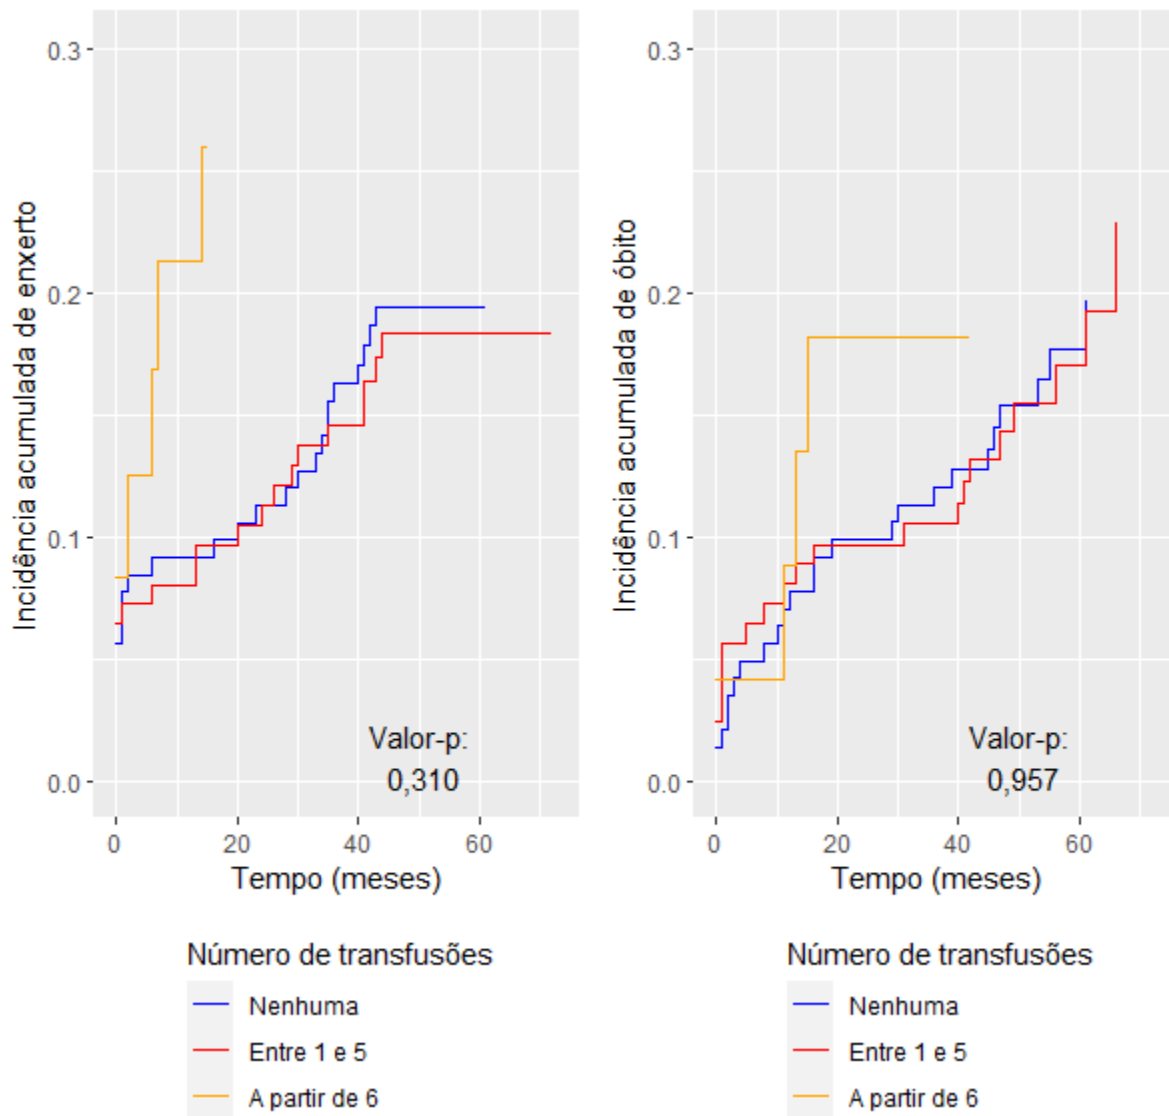 Incidência acumulada de enxerto
0.3
0.2
0.1
0.0
Valor-p:
0,310
0 20 40 60
Tempo (meses)
Número de transfusões
Nenhuma
Entre 1 e 5
A partir de 6
Incidência acumulada de óbito
0.3
0.2
0.1
0.0
Valor-p:
0,957
0 20 40 60
Tempo (meses)
Número de transfusões
Nenhuma
Entre 1 e 5
A partir de 6